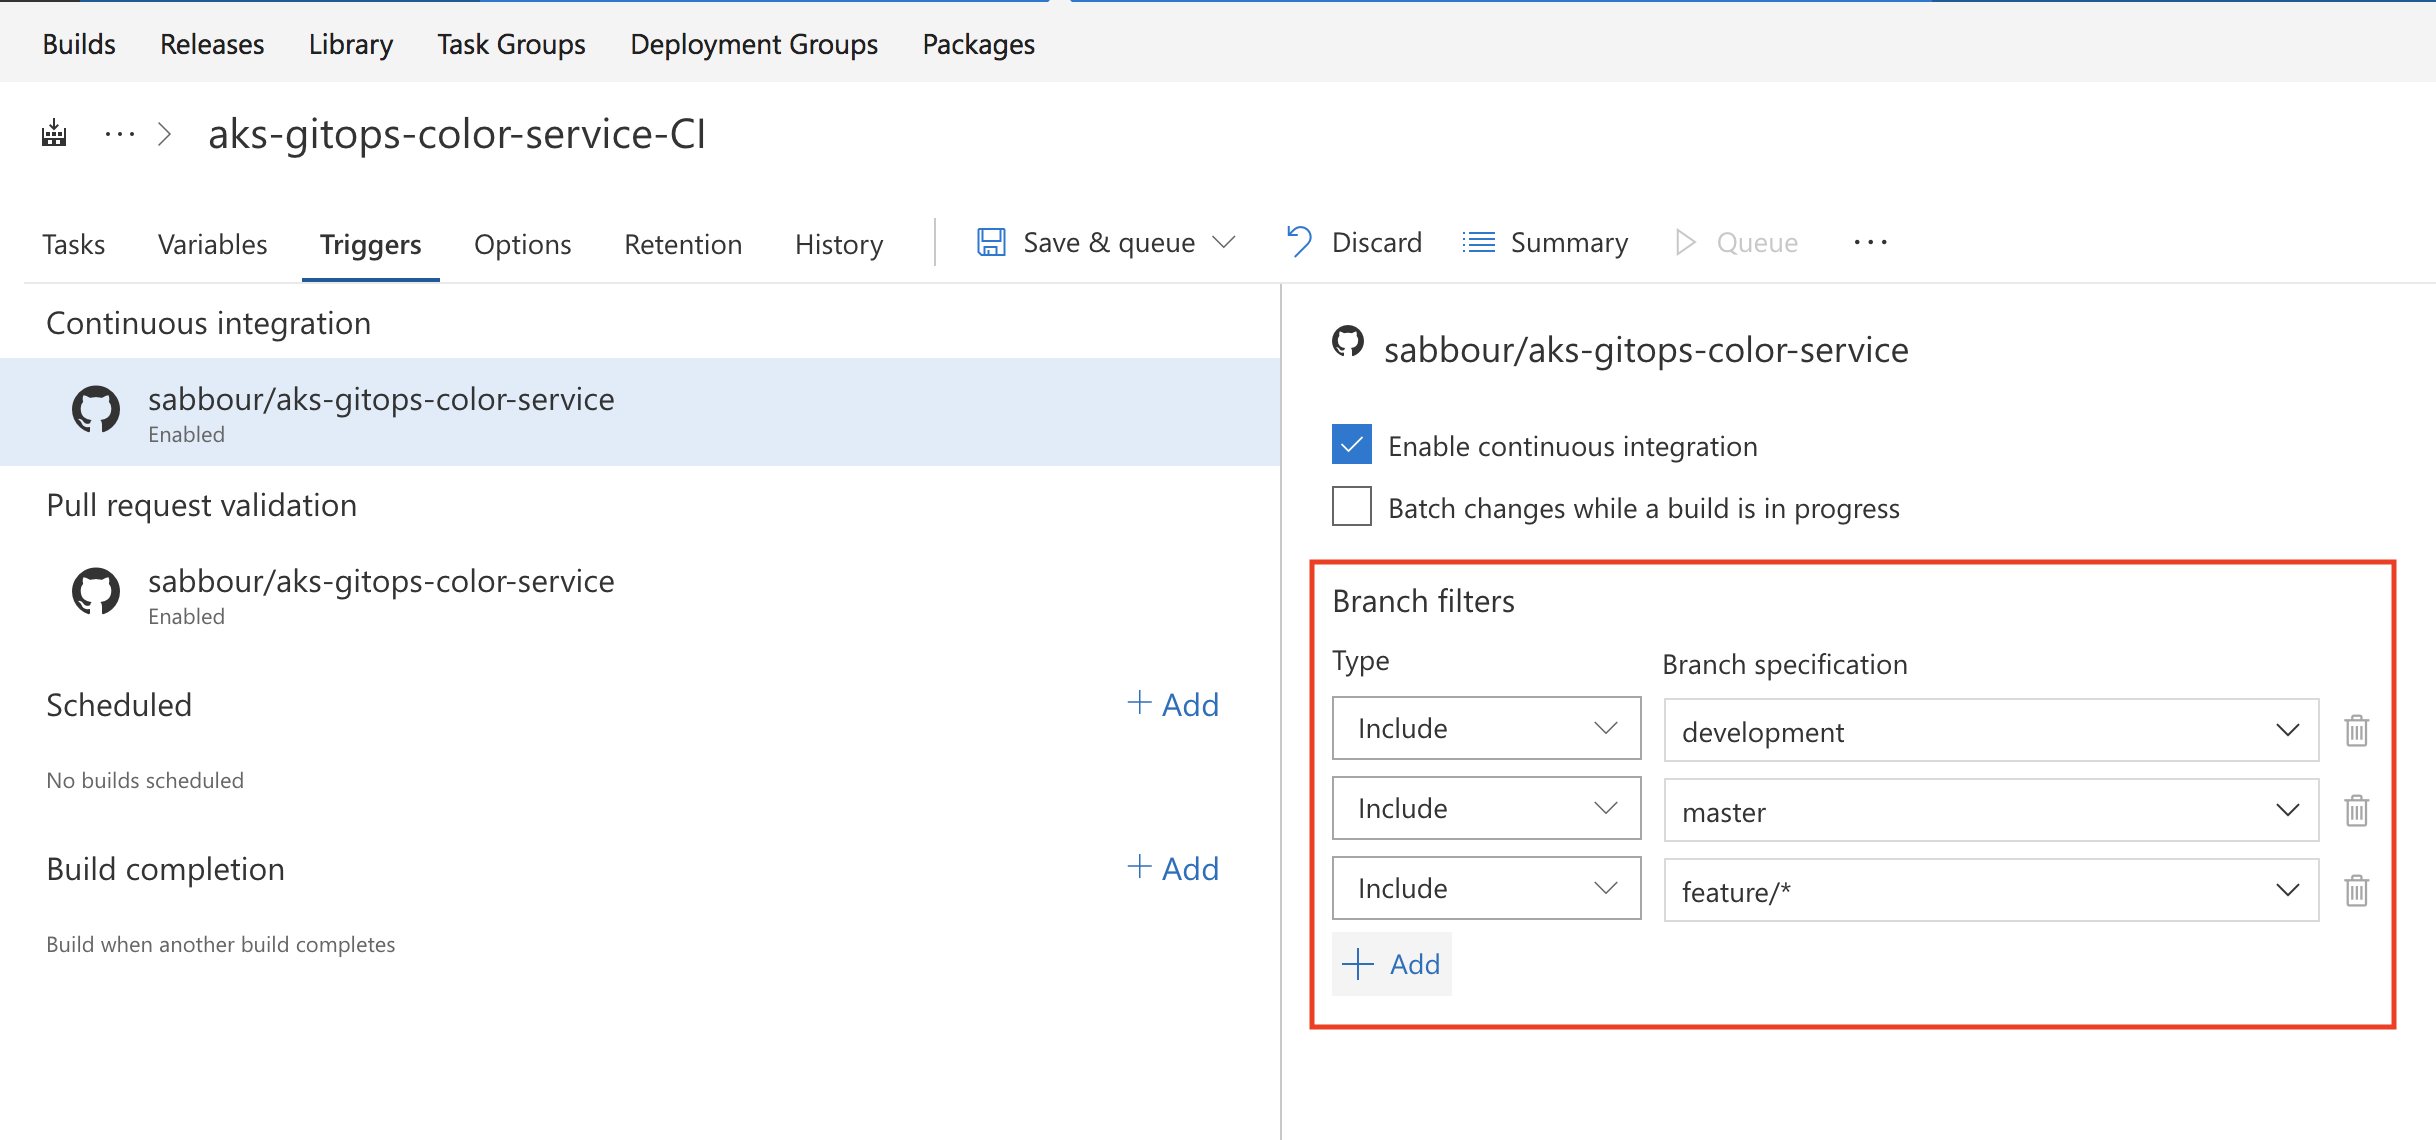 Builds Releases Library Task Groups Deployment Groups Packages
··· > aks-gitops-color-service-CI
Tasks Variables Triggers Options Retention History Save & queue Discard Summary Queue ···
Continuous integration
sabbour/aks-gitops-color-service
Enabled
Pull request validation
sabbour/aks-gitops-color-service
Enabled
Scheduled
+ Add
No builds scheduled
Build completion
+ Add
Build when another build completes
sabbour/aks-gitops-color-service
Enable continuous integration
Batch changes while a build is in progress
Branch filters
Type Branch specification
Include development
Include master
Include feature/*
+ Add